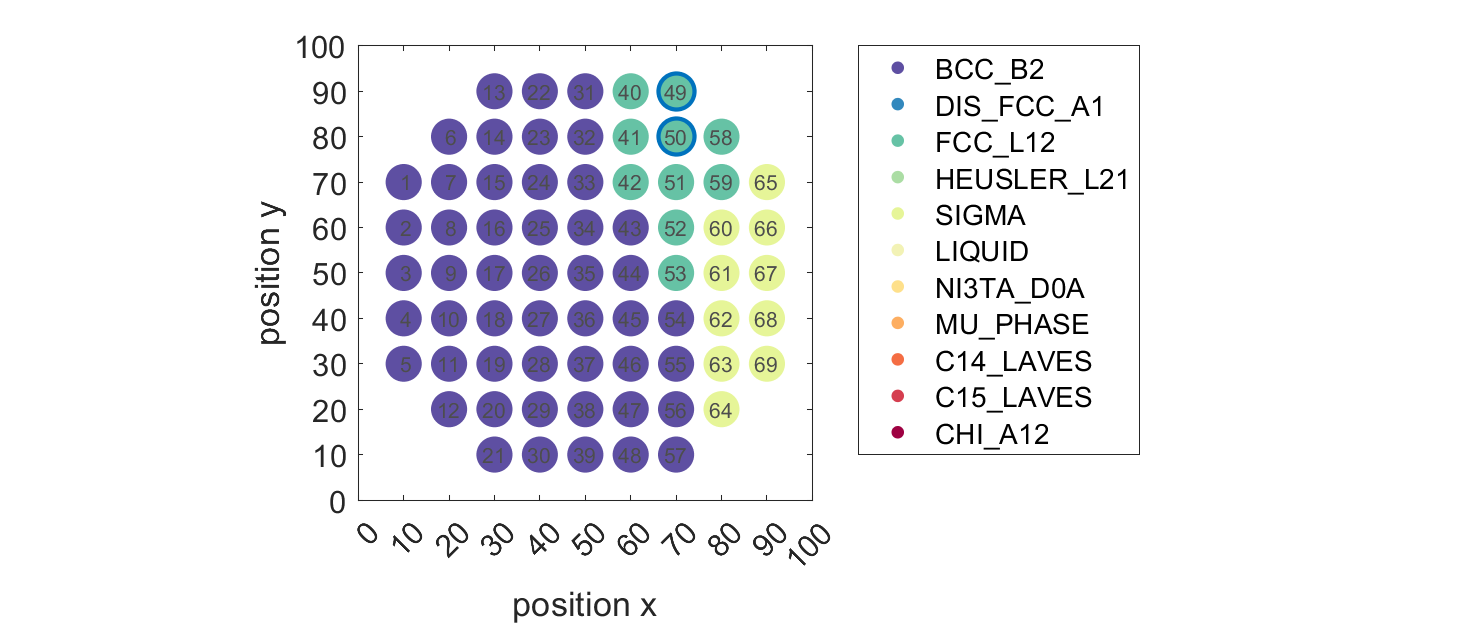 100
90
80
70
60
50
40
30
20
10
0
13 22 31 40 49
6 14 23 32 41 50 58
1 7 15 24 33 42 51 59 65
2 8 16 25 34 43 52 60 66
3 9 17 26 35 44 53 61 67
4 10 18 27 36 45 54 62 68
5 11 19 28 37 46 55 63 69
12 20 29 38 47 56 64
21 30 39 48 57
0 10 20 30 40 50 60 70 80 90 100
position x
position y
BCC_B2
DIS_FCC_A1
FCC_L12
HEUSLER_L21
SIGMA
LIQUID
NI3TA_D0A
MU_PHASE
C14_LAVES
C15_LAVES
CHI_A12